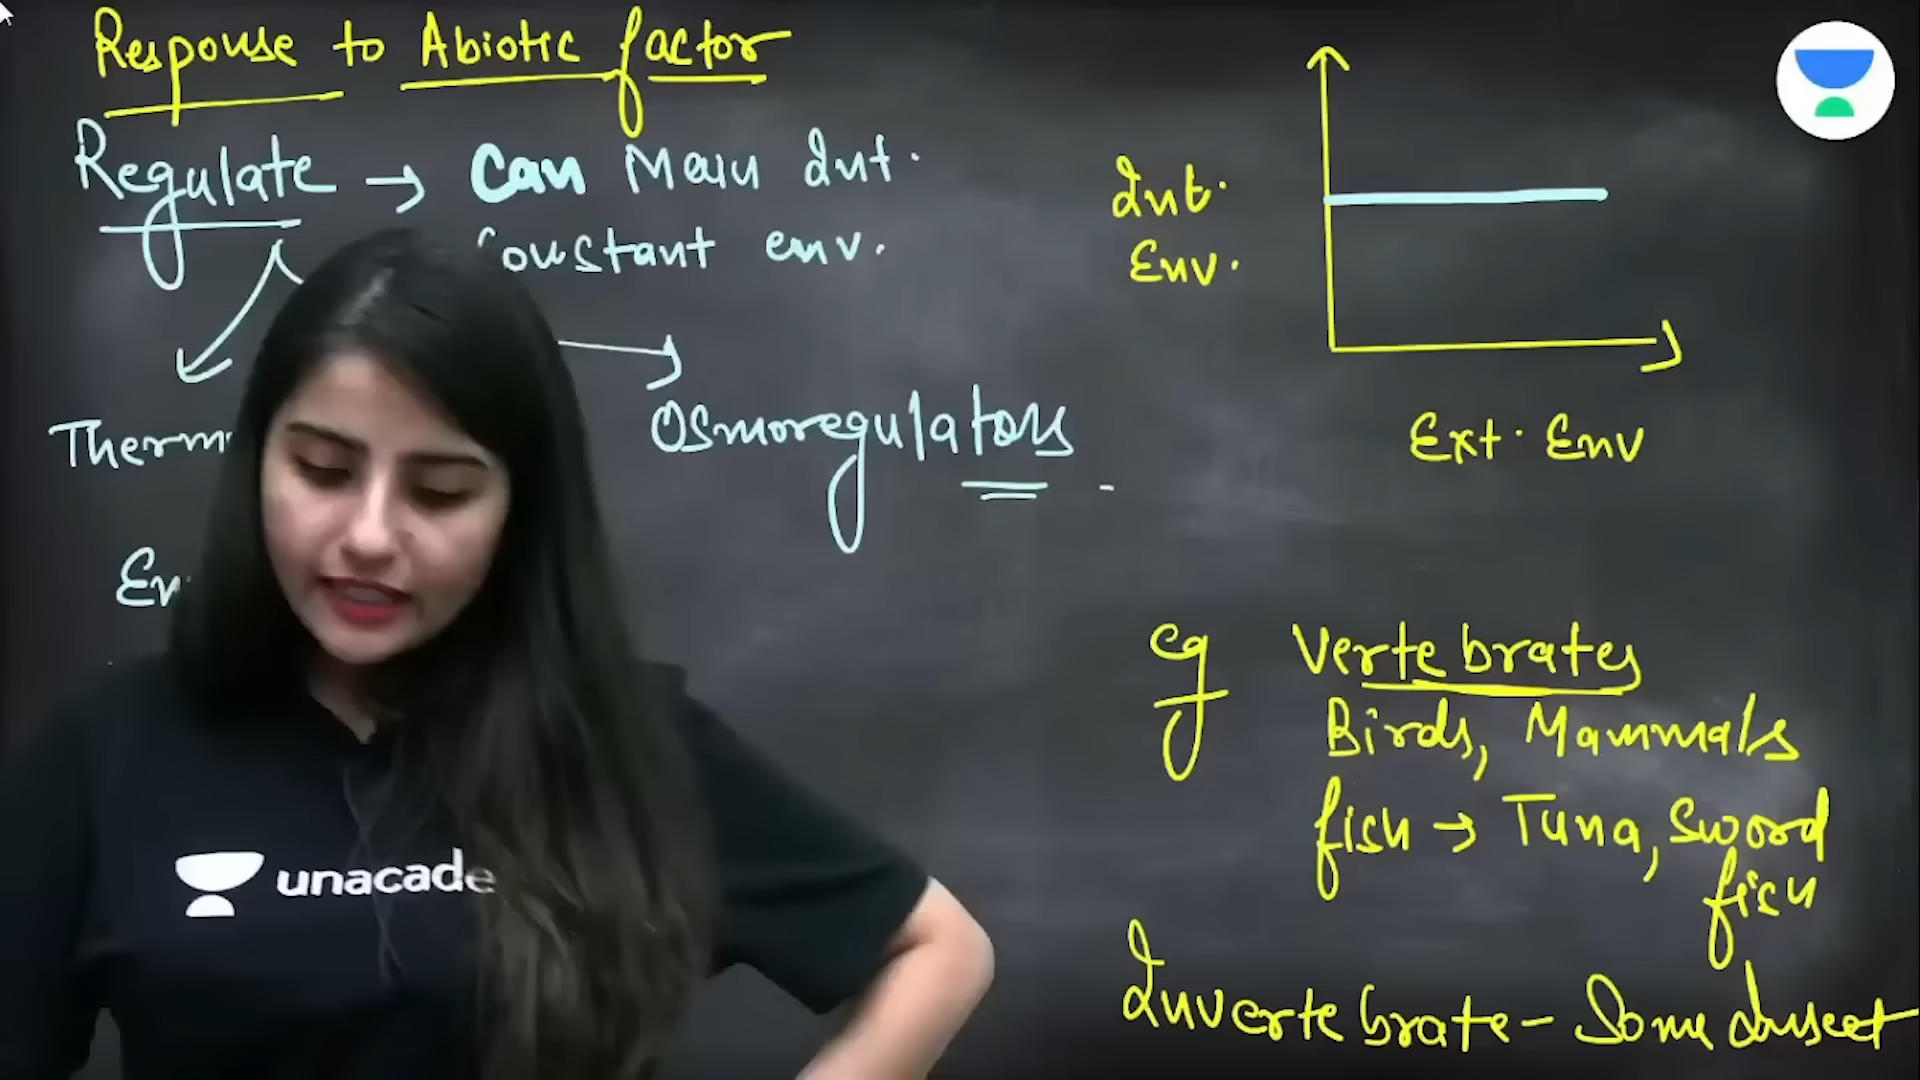 Response to Abiotic factor
Regulate → Can Main Int.
Constant env.
Osmoregulators
Int.
Env.
Ext. Env
eg Vertebrates
Birds, Mammals
fish → Tuna, Sword
fish
Invertebrate - Some Insect
unacade